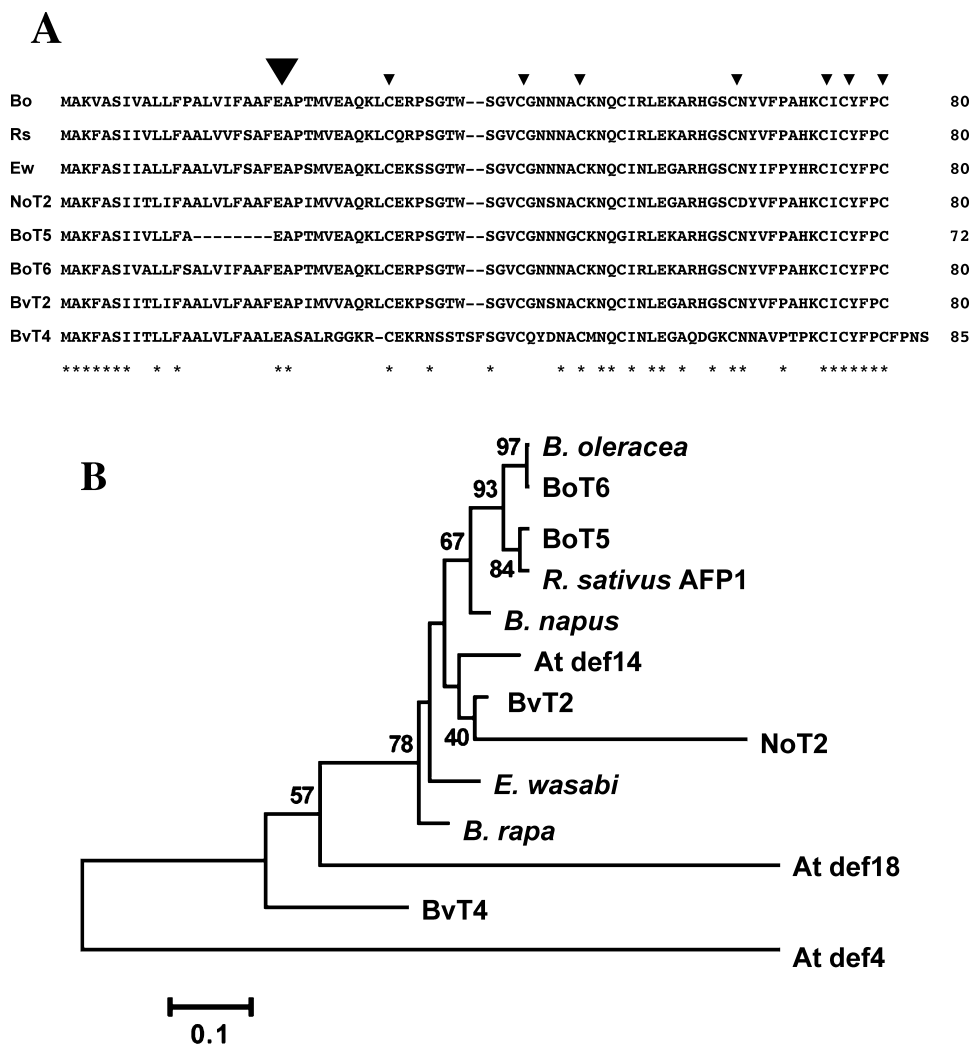 A
Bo MAKVASIVALLFPALVIFAAFEAPTMVEAQKLCERPSGTW--SGVCGNNNACKNQCIRLEKARHGSCNYVFPAHKCICYFPC 80
Rs MAKFASIIVLLFAALVVFSAFEAPTMVEAQKLCQRPSGTW--SGVCGNNNACKNQCIRLEKARHGSCNYVFPAHKCICYFPC 80
Ew MAKFASIIALLFAALVLFSAFEAPSMVEAQKLCEKSSGTW--SGVCGNNNACKNQCINLEGARHGSCNYIFPYHRCICYFPC 80
NoT2 MAKFASIITLIFAALVLFAAFEAPIMVVAQKLCERPSGTW--SGVCGNSNACKNQCINLEGARHGSCDYVFPAHKCICYFPC 80
BoT5 MAKFASIIVLLFA--------EAPTMVEAQKLCERPSGTW--SGVCGNNNGCKNQGIRLEKARHGSCNYVFPAHKCICYFPC 72
BoT6 MAKFASIVALLFSALVIFAAFEAPTMVEAQKLCERPSGTW--SGVCGNNNACKNQCIRLEKARHGSCNYVFPAHKCICYFPC 80
BvT2 MAKFASIITLIFAALVLFAAFEAPIMVVAQRLCEKPSGTW--SGVCGNSNACKNQCINLEGARHGSCNYVFPAHKCICYFPC 80
BvT4 MAKFASIITLLFAALVLFAALEASALRGGKR-CEKRNSSTSFSGVCQYDNACMNQCINLEGAQDGKCNNAVPTPKCICYFPCFPNS 85
******* * * ** * * * * * ** * ** * * ** * *******
B
97 B. oleracea
BoT6
93
BoT5
67
84 R. sativus AFP1
B. napus
At def14
BvT2
40 NoT2
78
E. wasabi
57
B. rapa
At def18
BvT4
At def4
0.1